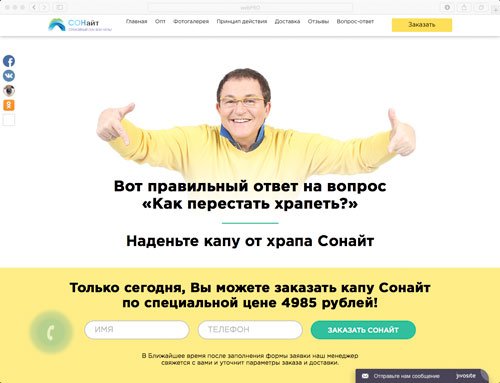 webPRO
СОНайт
Главная Опт Фотогалерея Принцип действия Доставка Отзывы Вопрос-ответ
Заказать
Вот правильный ответ на вопрос
«Как перестать храпеть?»
Наденьте капу от храпа Сонайт
Только сегодня, Вы можете заказать капу Сонайт
по специальной цене 4985 рублей!
ИМЯ
ТЕЛЕФОН
ЗАКАЗАТЬ СОНАЙТ
В Ближайшее время после заполнения формы заявки наш менеджер
свяжется с вами и уточнит параметры заказа и доставки.
Отправьте нам сообщение jivosite